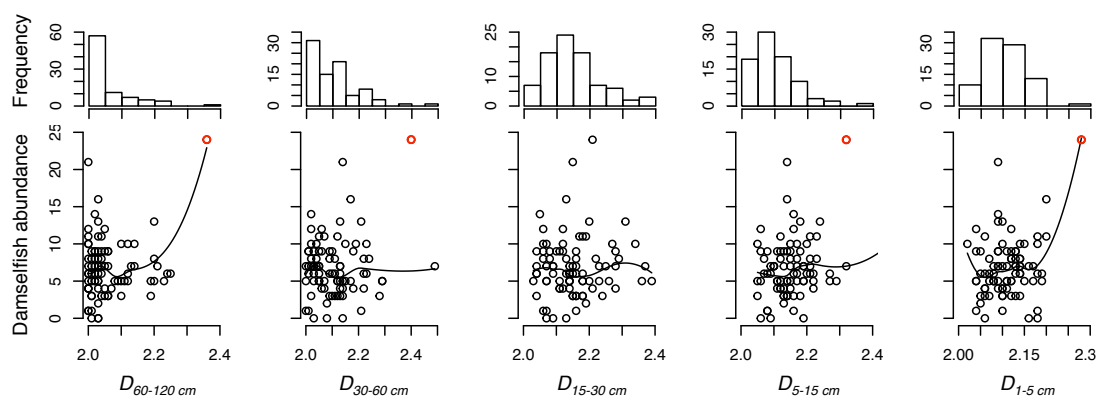 Frequency
0 30 60
0 15 30
0 10 25
0 15 30
0 15 30
Damselfish abundance
0 5 10 15 20 25
2.0 2.2 2.4
2.0 2.2 2.4
2.0 2.2 2.4
2.0 2.2 2.4
2.00 2.15 2.3
D60-120 cm
D30-60 cm
D15-30 cm
D5-15 cm
D1-5 cm